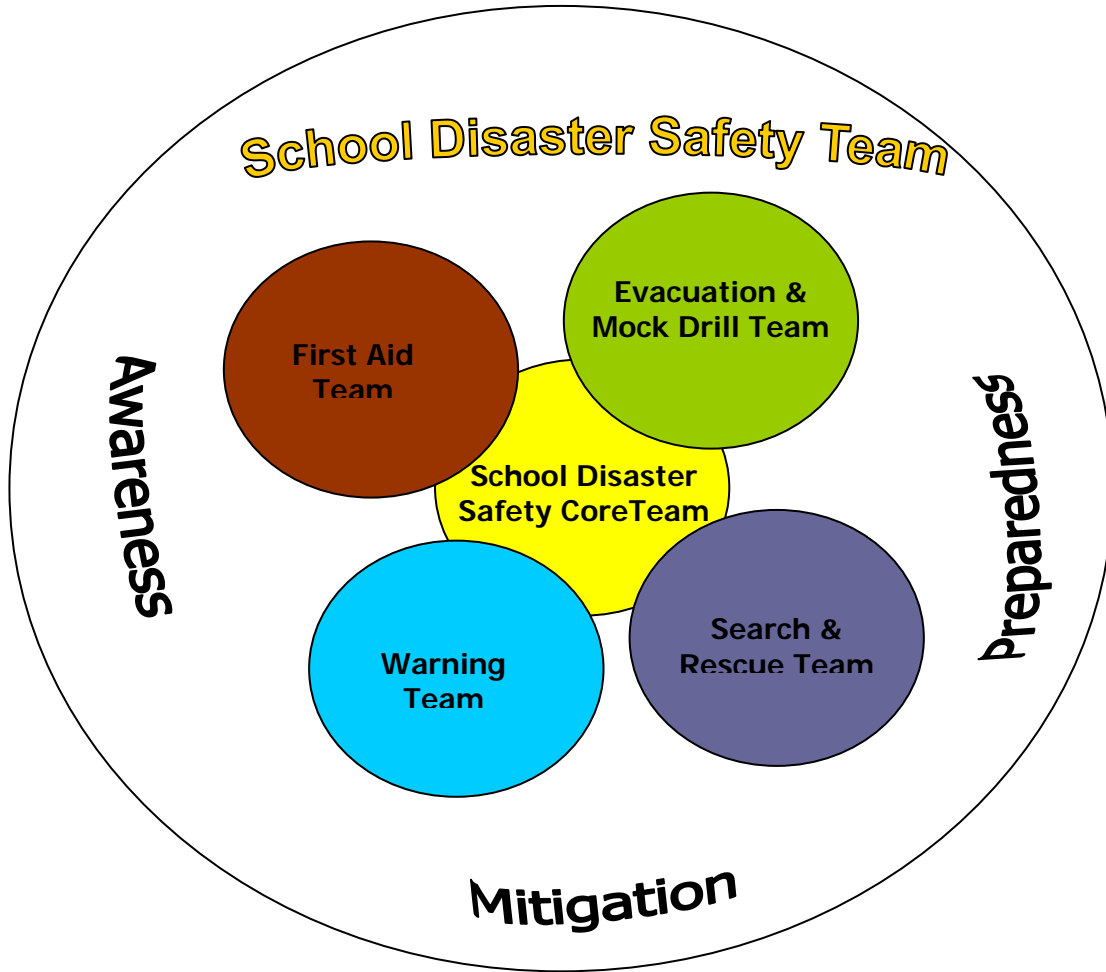 School Disaster Safety Team
Evacuation &
Mock Drill Team
First Aid
Team
Awareness
Preparedness
School Disaster
Safety CoreTeam
Search &
Rescue Team
Warning
Team
Mitigation